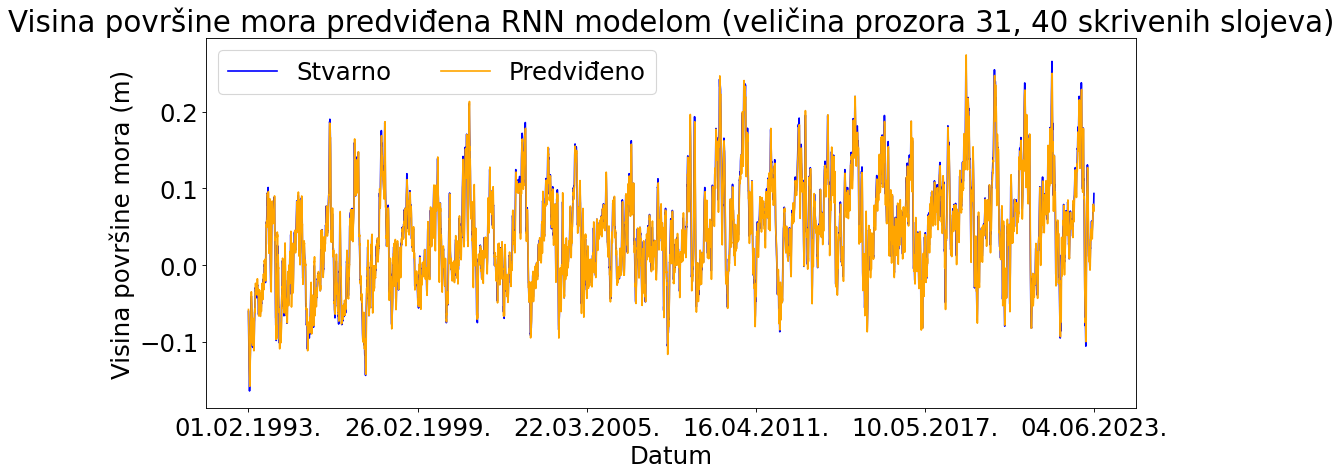 Visina površine mora predviđena RNN modelom (veličina prozora 31, 40 skrivenih slojeva)
Stvarno Predviđeno
Visina površine mora (m)
0.2
0.1
0.0
−0.1
01.02.1993. 26.02.1999. 22.03.2005. 16.04.2011. 10.05.2017. 04.06.2023.
Datum